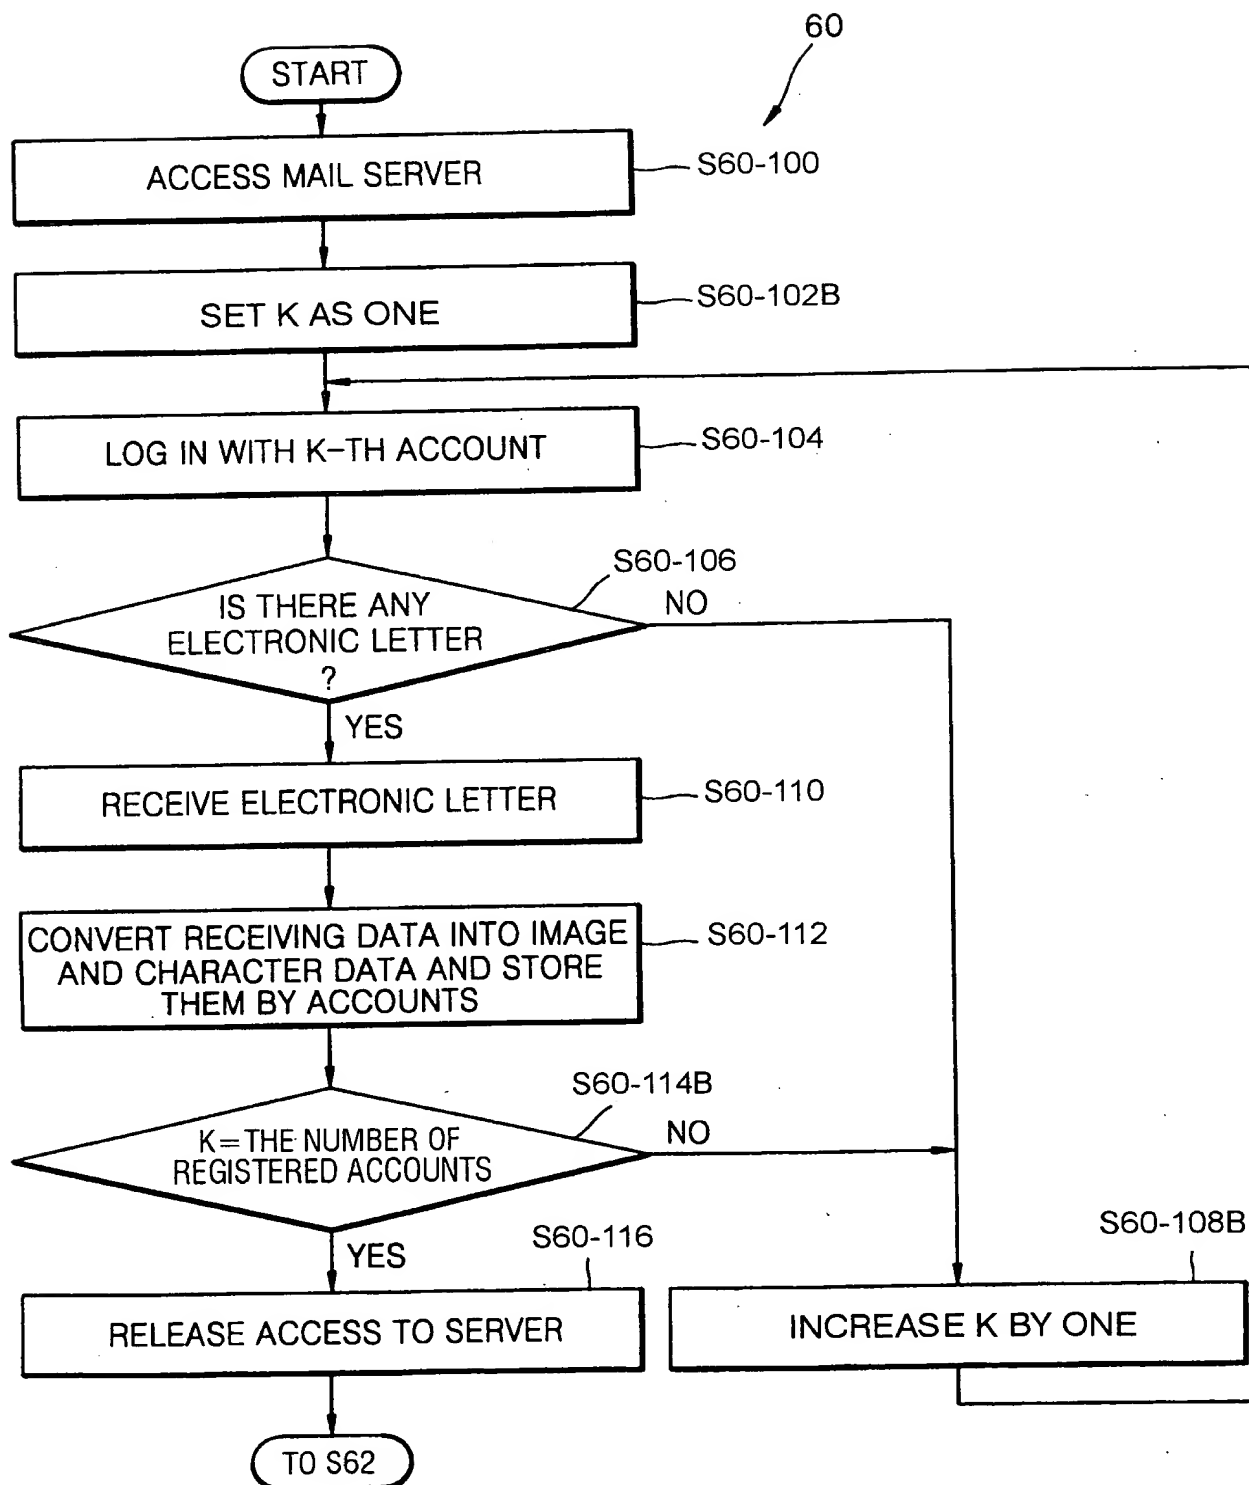 60
START
ACCESS MAIL SERVER
S60-100
SET K AS ONE
S60-102B
LOG IN WITH K-TH ACCOUNT
S60-104
S60-106
IS THERE ANY
ELECTRONIC LETTER
?
NO
YES
RECEIVE ELECTRONIC LETTER
S60-110
CONVERT RECEIVING DATA INTO IMAGE
AND CHARACTER DATA AND STORE
THEM BY ACCOUNTS
S60-112
S60-114B
K=THE NUMBER OF
REGISTERED ACCOUNTS
NO
YES
S60-116
RELEASE ACCESS TO SERVER
S60-108B
INCREASE K BY ONE
TO S62